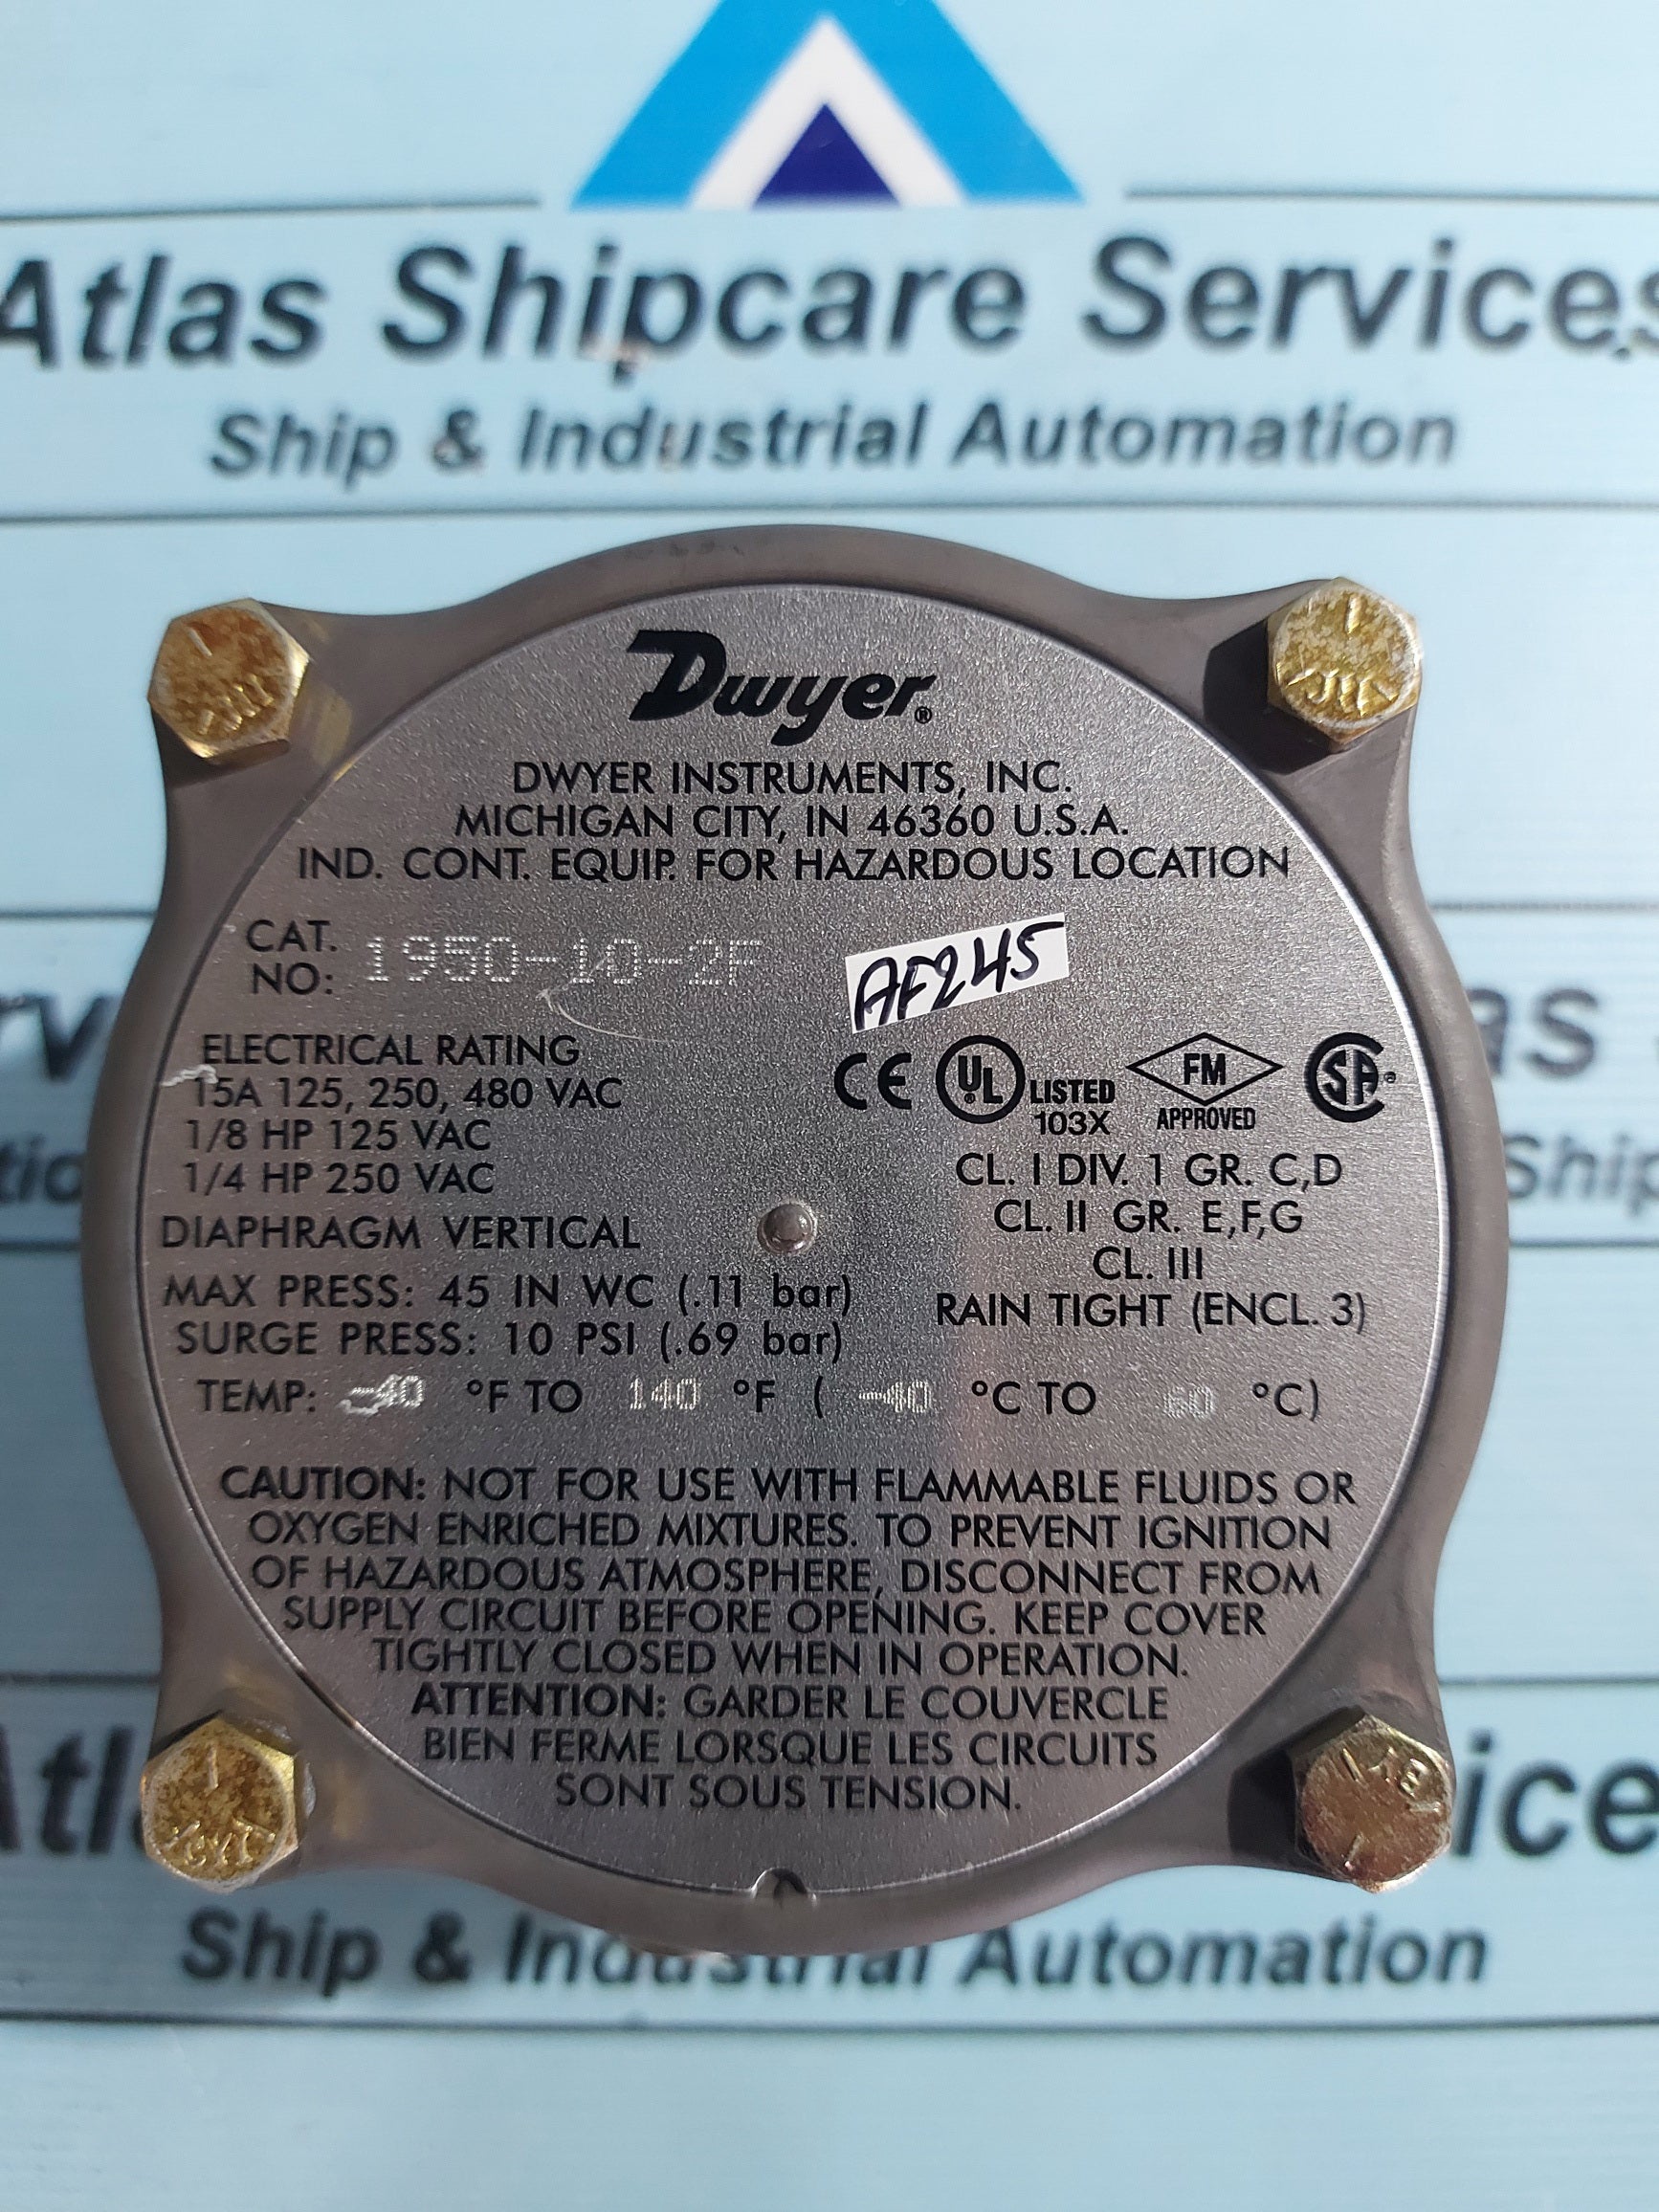 Atlas Shipcare Services
Ship & Industrial Automation
Dwyer®
DWYER INSTRUMENTS, INC.
MICHIGAN CITY, IN 46360 U.S.A.
IND. CONT. EQUIP. FOR HAZARDOUS LOCATION
CAT. NO: 1950-10-2F
AF245
ELECTRICAL RATING
15A 125, 250, 480 VAC
1/8 HP 125 VAC
1/4 HP 250 VAC
CE UL LISTED 103X FM APPROVED SA®
CL. I DIV. 1 GR. C,D
CL. II GR. E,F,G
CL. III
RAIN TIGHT (ENCL. 3)
DIAPHRAGM VERTICAL
MAX PRESS: 45 IN WC (.11 bar)
SURGE PRESS: 10 PSI (.69 bar)
TEMP: -40 °F TO 140 °F ( -40 °C TO 60 °C)
CAUTION: NOT FOR USE WITH FLAMMABLE FLUIDS OR
OXYGEN ENRICHED MIXTURES. TO PREVENT IGNITION
OF HAZARDOUS ATMOSPHERE, DISCONNECT FROM
SUPPLY CIRCUIT BEFORE OPENING. KEEP COVER
TIGHTLY CLOSED WHEN IN OPERATION.
ATTENTION: GARDER LE COUVERCLE
BIEN FERME LORSQUE LES CIRCUITS
SONT SOUS TENSION.
Ship & Industrial Automation